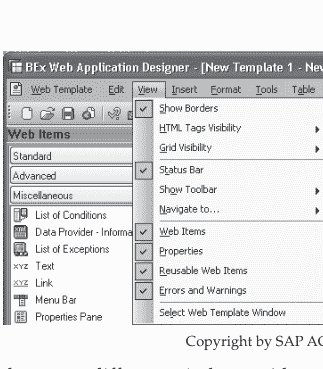 BEx Web Application Designer - [New Template 1 - New
Web Template Edit View Insert Format Tools Table
Web Items
Standard
Advanced
Miscellaneous
List of Conditions
Data Provider - Informa
List of Exceptions
XYZ Text
XYZ Link
Menu Bar
Properties Pane
Show Borders
HTML Tags Visibility
Grid Visibility
Status Bar
Show Toolbar
Navigate to...
Web Items
Properties
Reusable Web Items
Errors and Warnings
Select Web Template Window
Copyright by SAP AG